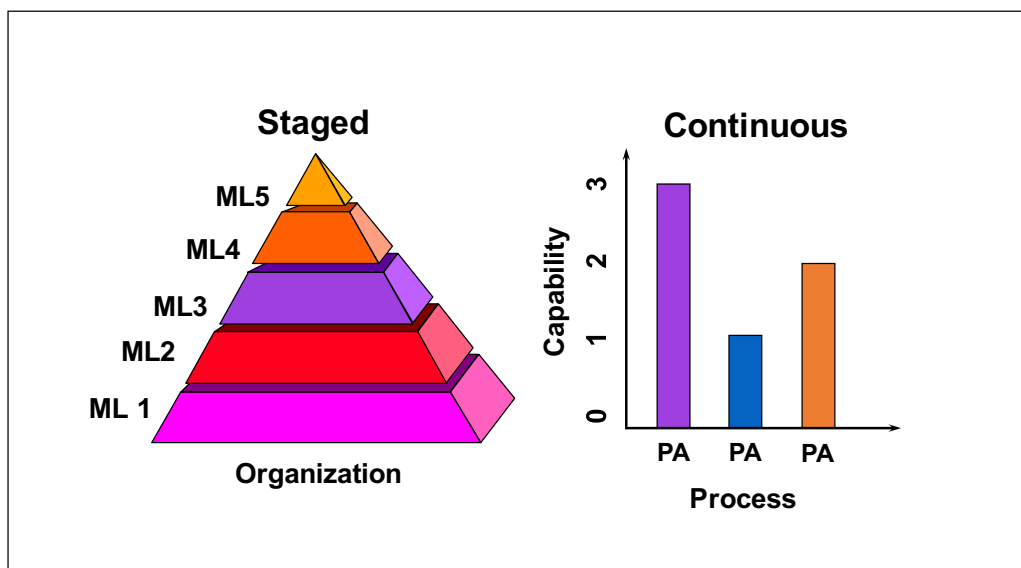 Staged
ML5
ML4
ML3
ML2
ML 1
Organization
Continuous
Capability
3
2
1
0
PA PA PA
Process